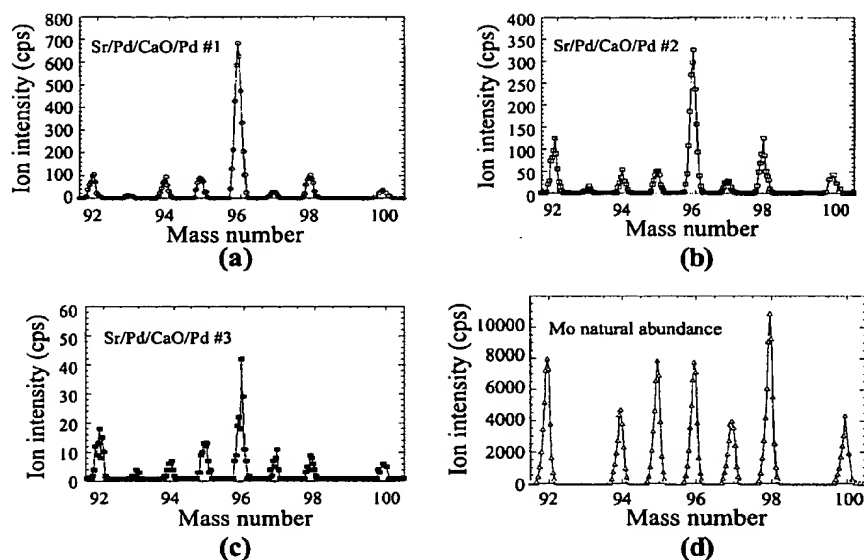 Ion intensity (cps)
800
700
600
500
400
300
200
100
0
Sr/Pd/CaO/Pd #1
92 94 96 98 100
Mass number
(a)
Ion intensity (cps)
400
350
300
250
200
150
100
50
0
Sr/Pd/CaO/Pd #2
92 94 96 98 100
Mass number
(b)
Ion intensity (cps)
60
50
40
30
20
10
0
Sr/Pd/CaO/Pd #3
92 94 96 98 100
Mass number
(c)
Ion intensity (cps)
10000
8000
6000
4000
2000
0
Mo natural abundance
92 94 96 98 100
Mass number
(d)